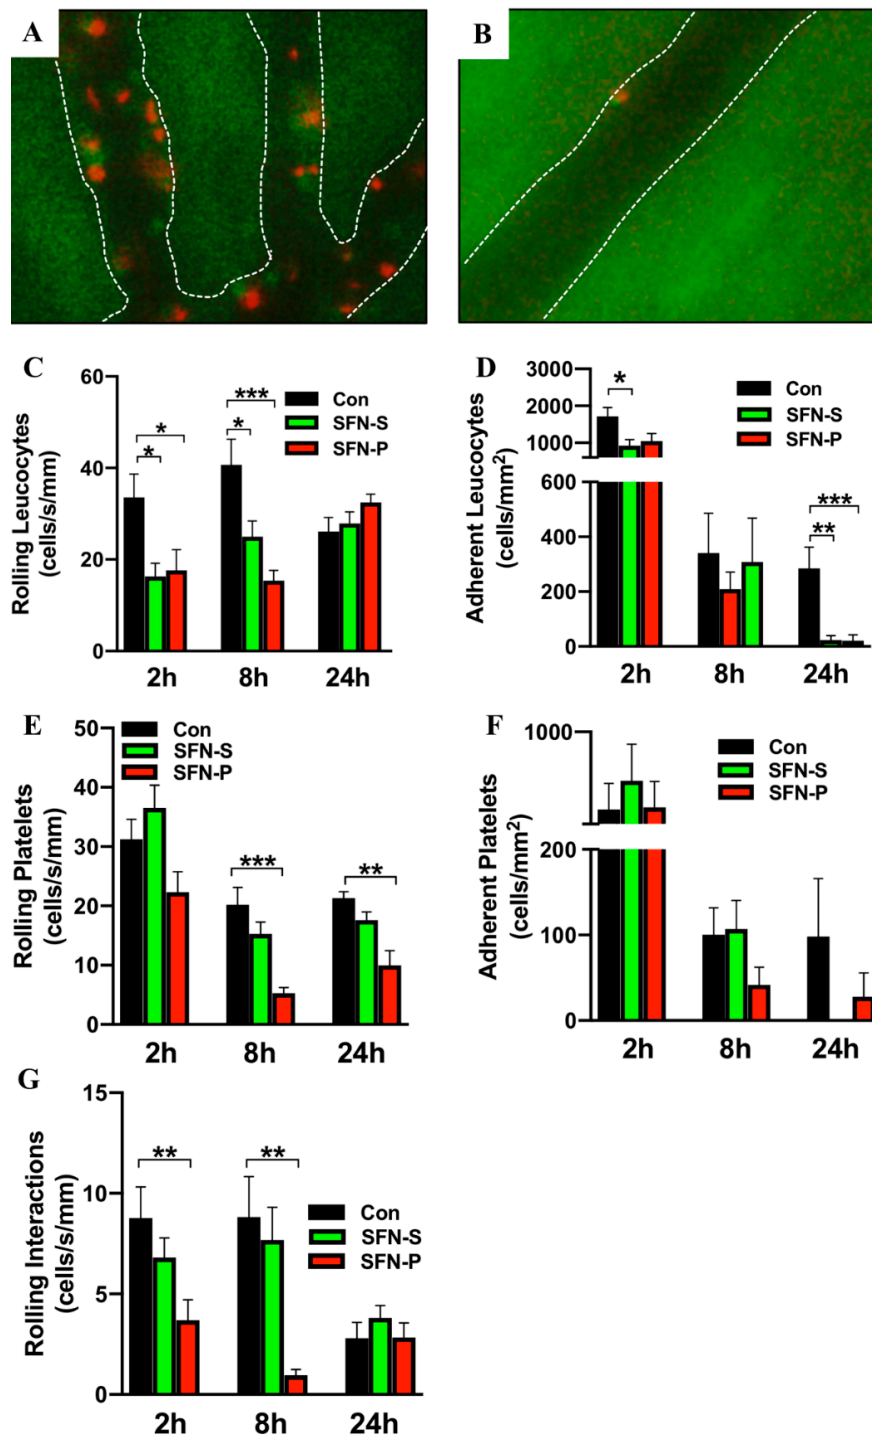 A
B
C
Rolling Leucocytes
(cells/s/mm)
60
40
20
0
***
*
*
*
Con
SFN-S
SFN-P
2h
8h
24h
D
Adherent Leucocytes
(cells/mm²)
3000
2000
1000
600
400
200
0
*
***
**
Con
SFN-S
SFN-P
2h
8h
24h
E
Rolling Platelets
(cells/s/mm)
50
40
30
20
10
0
Con
SFN-S
SFN-P
***
**
2h
8h
24h
F
Adherent Platelets
(cells/mm²)
1000
200
100
0
Con
SFN-S
SFN-P
2h
8h
24h
G
Rolling Interactions
(cells/s/mm)
15
10
5
0
**
**
Con
SFN-S
SFN-P
2h
8h
24h